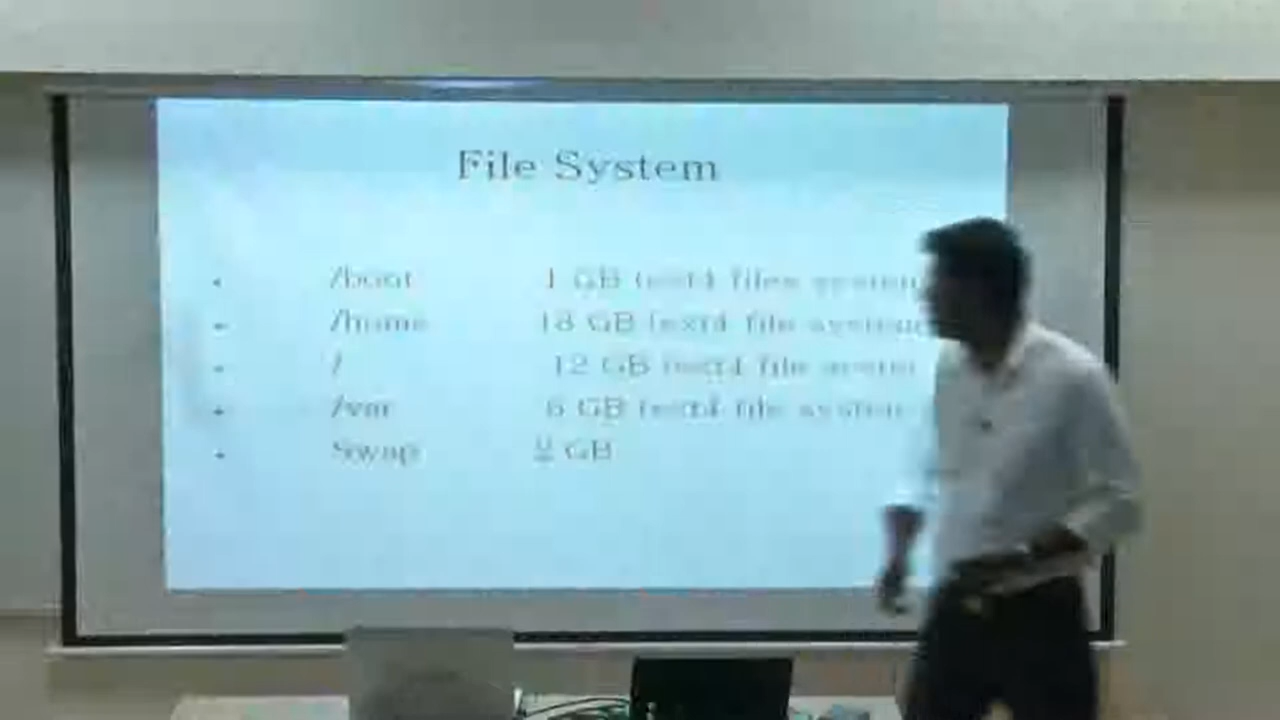 File System
/boot 1 GB (ext4 files system
/home 18 GB (ext4 file system
/ 12 GB (ext4 file system
/var 6 GB (ext4 file system
Swap 2 GB